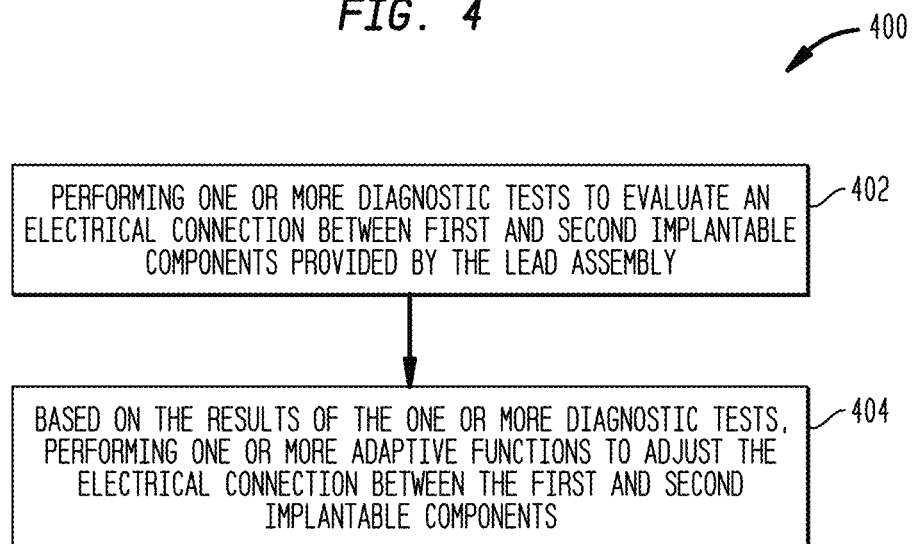 FIG. 4
400
PERFORMING ONE OR MORE DIAGNOSTIC TESTS TO EVALUATE AN
ELECTRICAL CONNECTION BETWEEN FIRST AND SECOND IMPLANTABLE
COMPONENTS PROVIDED BY THE LEAD ASSEMBLY
402
BASED ON THE RESULTS OF THE ONE OR MORE DIAGNOSTIC TESTS,
PERFORMING ONE OR MORE ADAPTIVE FUNCTIONS TO ADJUST THE
ELECTRICAL CONNECTION BETWEEN THE FIRST AND SECOND
IMPLANTABLE COMPONENTS
404